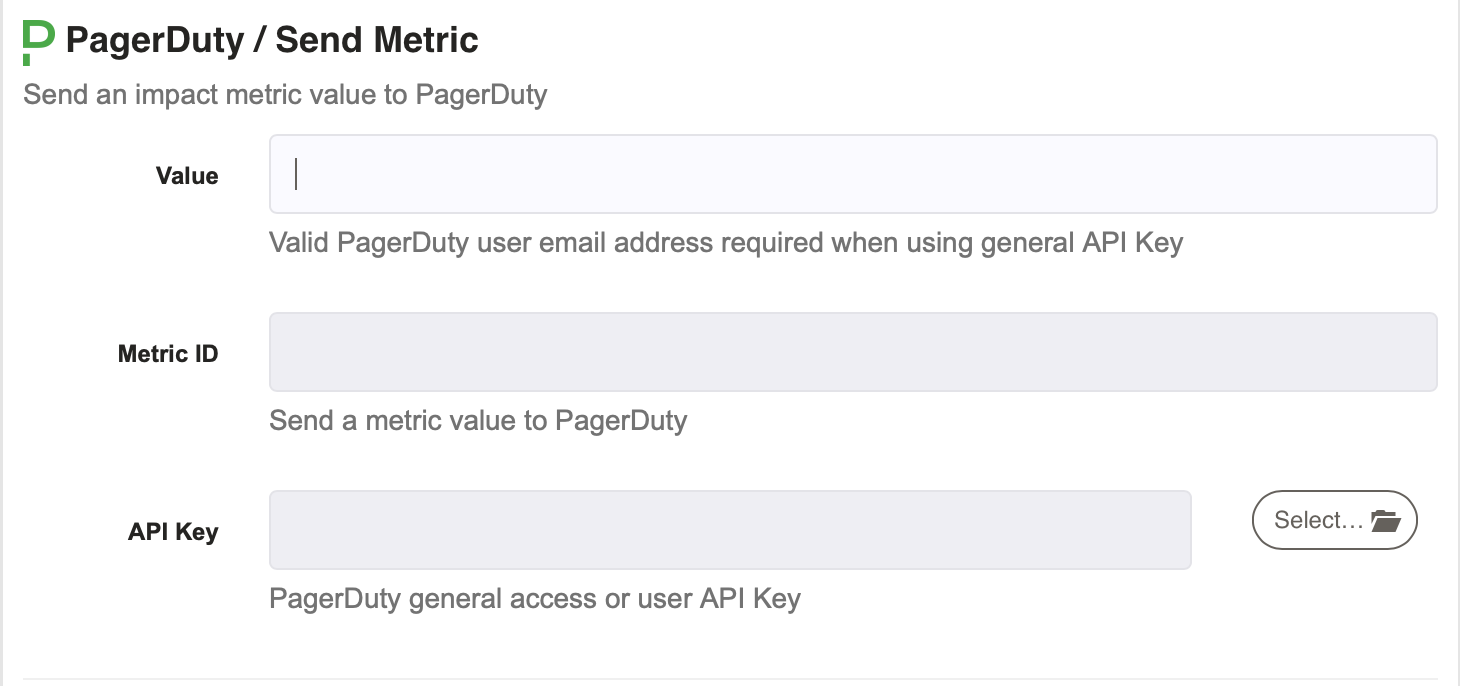 PagerDuty / Send Metric
Send an impact metric value to PagerDuty
Value
Valid PagerDuty user email address required when using general API Key
Metric ID
Send a metric value to PagerDuty
API Key
Select...
PagerDuty general access or user API Key